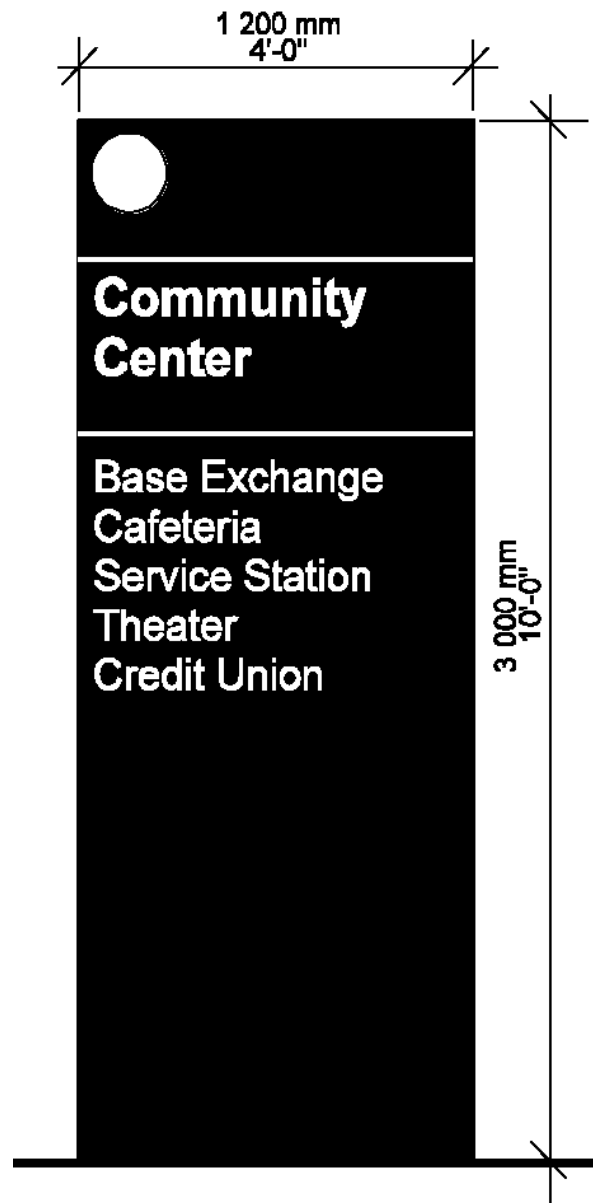 1 200 mm
4'-0"
Community
Center
Base Exchange
Cafeteria
Service Station
Theater
Credit Union
3 000 mm
10'-0"